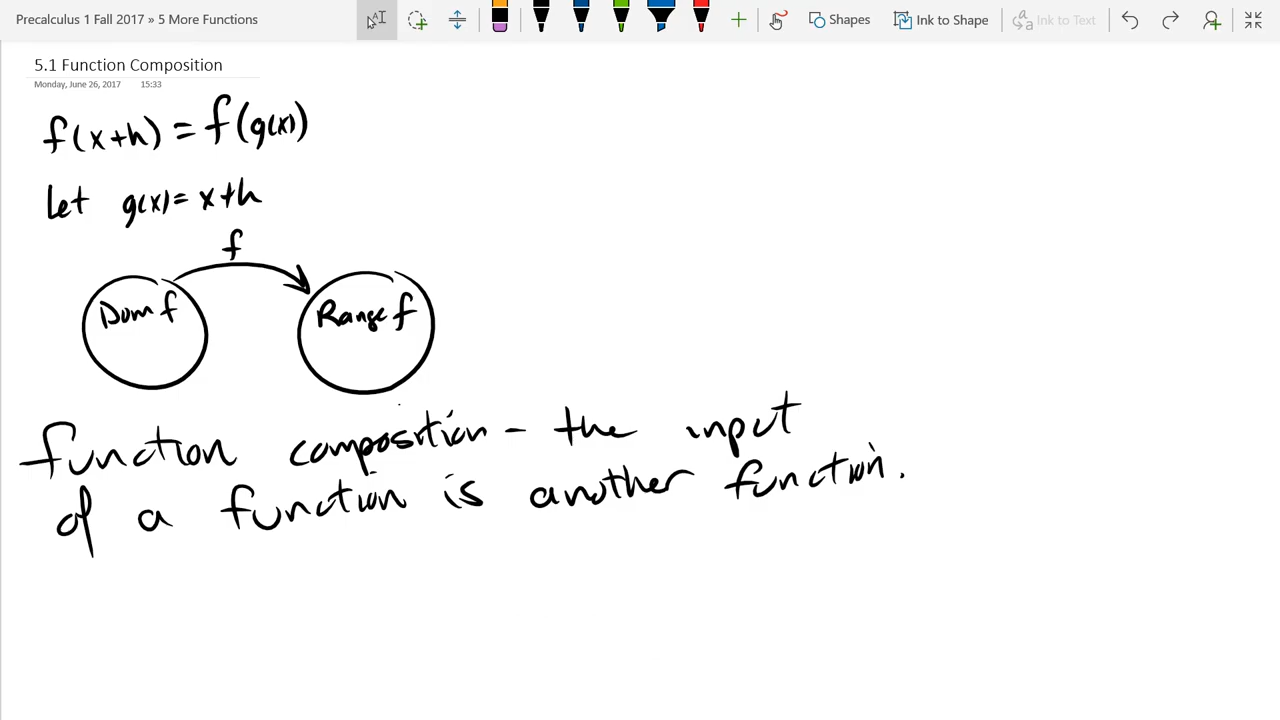 Precalculus 1 Fall 2017 » 5 More Functions
Shapes
Ink to Shape
Ink to Text
5.1 Function Composition
Monday, June 26, 2017 15:33
f(x+h) = f(g(x))
Let g(x) = x+h
f
Dom f
Range f
function composition – the input
of a function is another function.